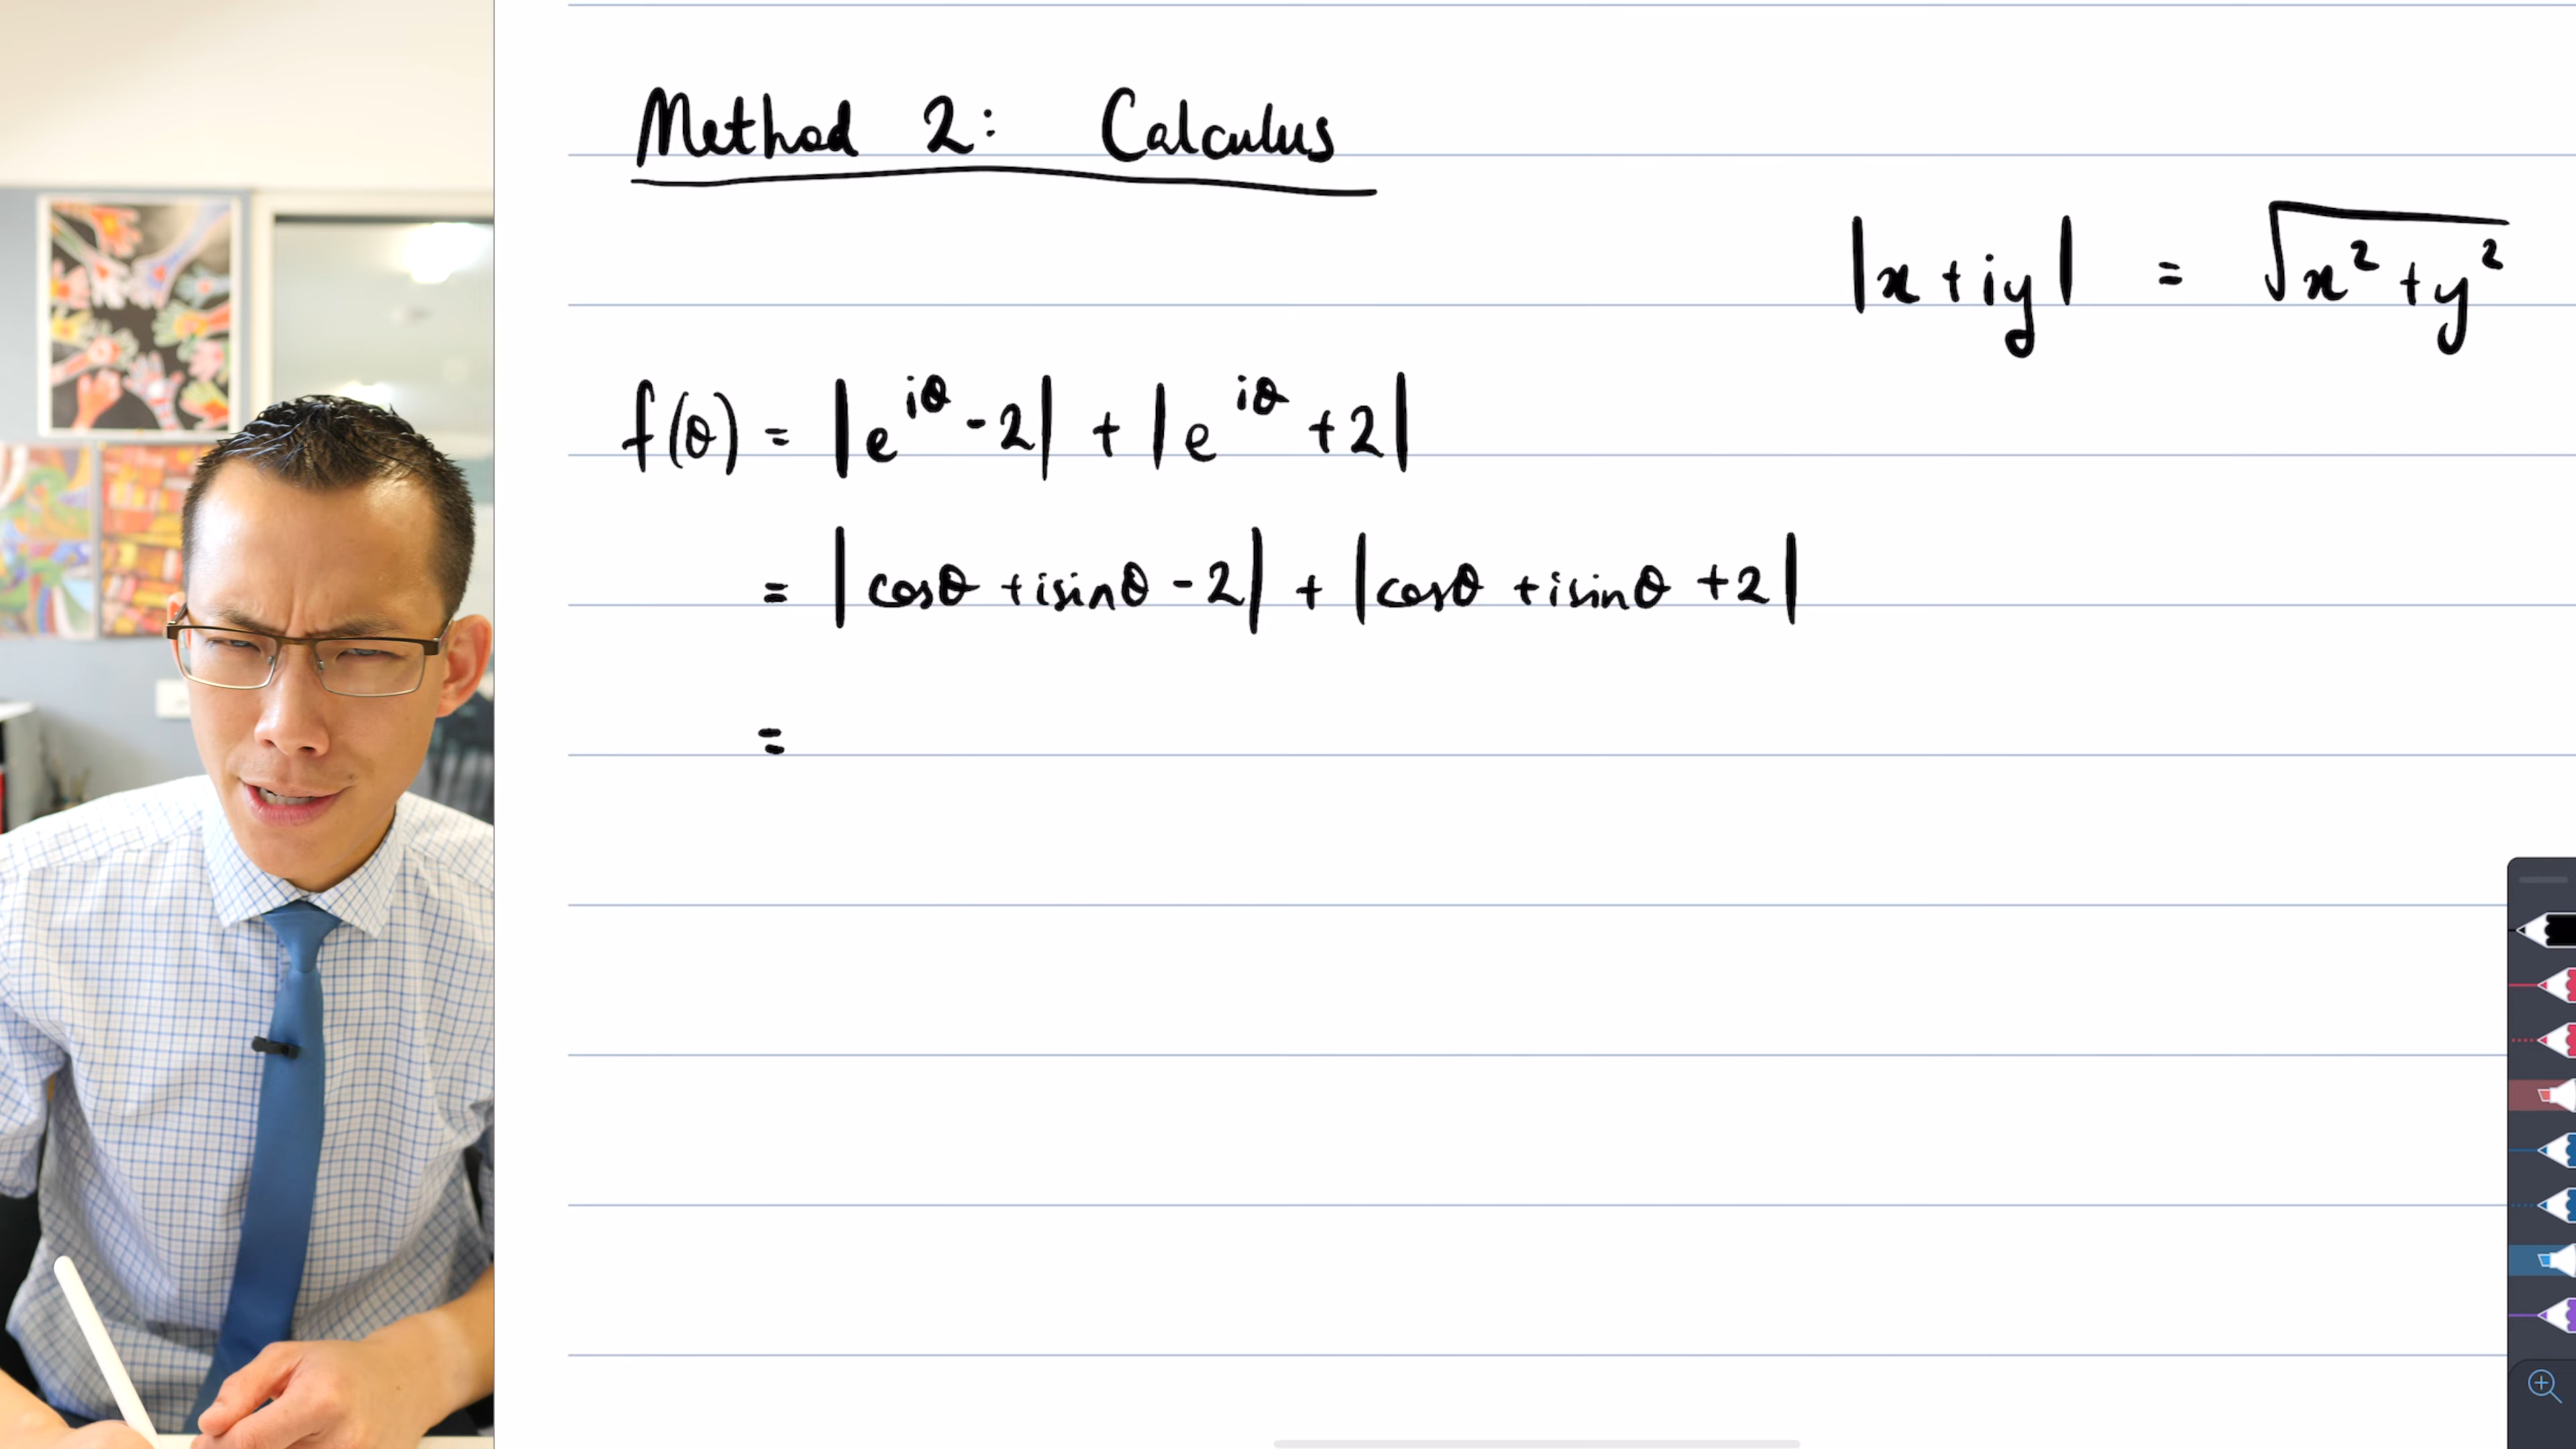 Method 2: Calculus
|x + iy| = √x² + y²
f(θ) = |e^iθ - 2| + |e^iθ + 2|
= |cosθ + isinθ - 2| + |cosθ + isinθ + 2|
=